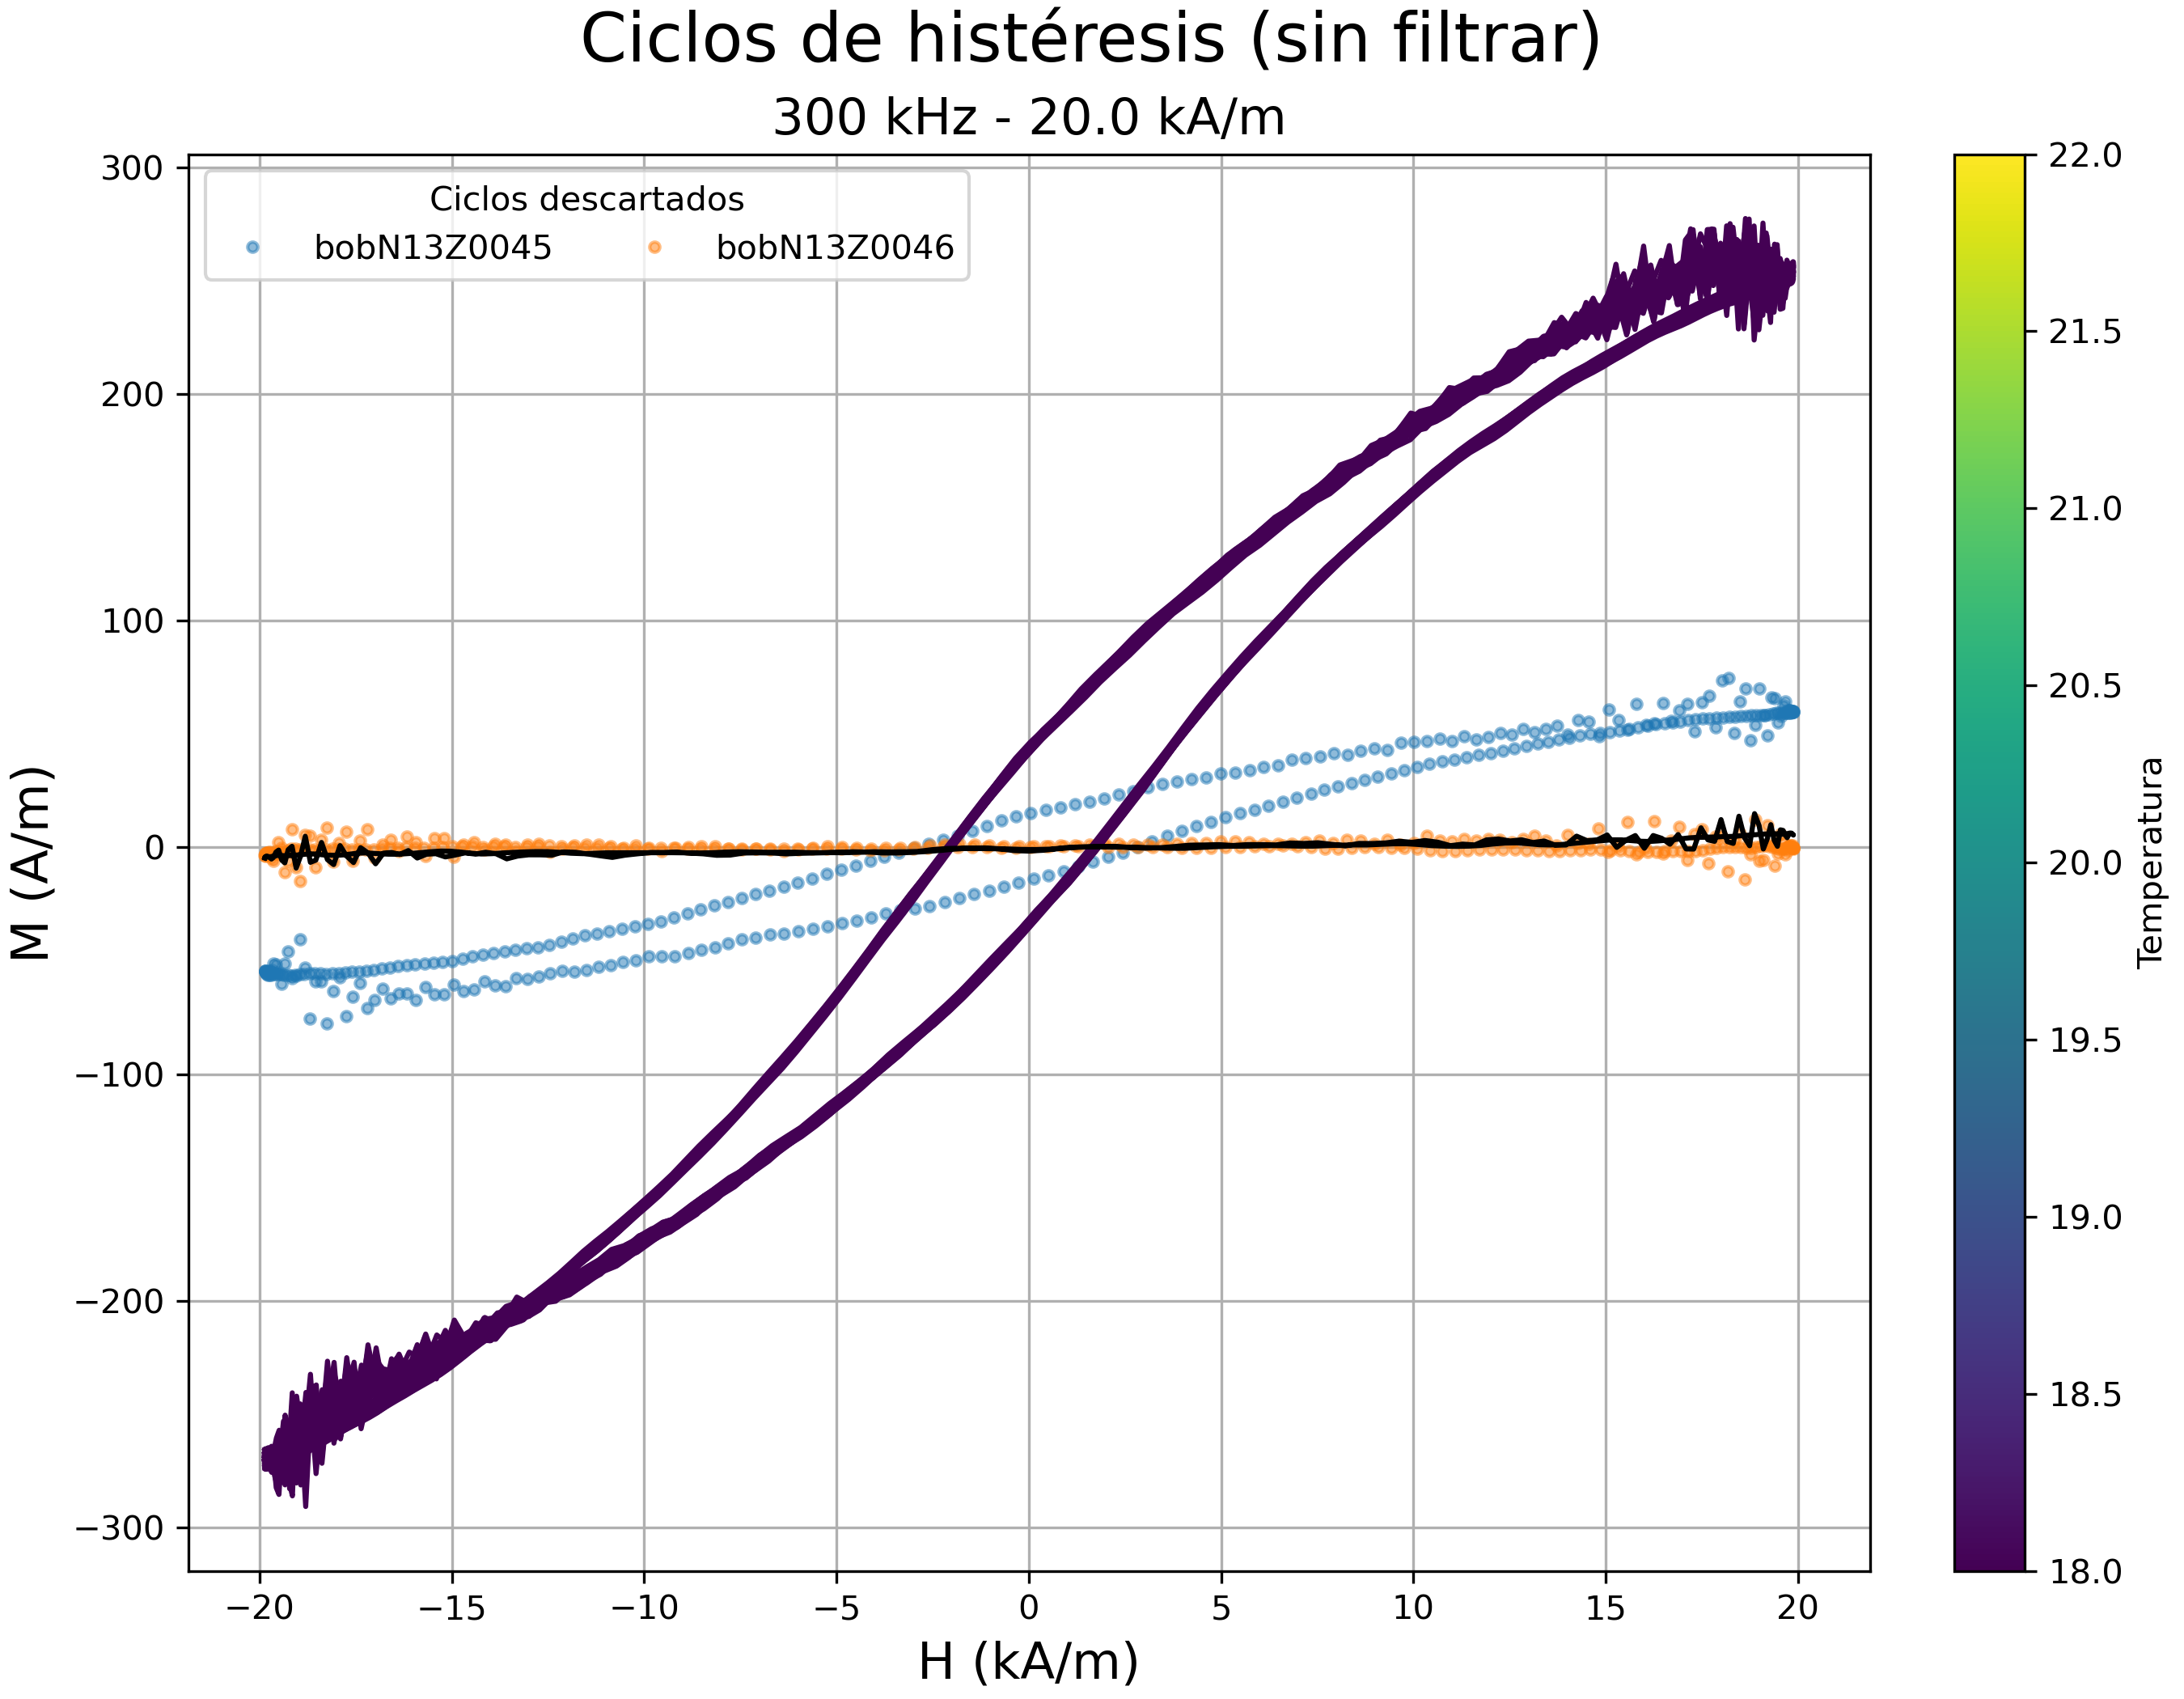 Ciclos de histéresis (sin filtrar)
300 kHz - 20.0 kA/m
Ciclos descartados
bobN13Z0045 bobN13Z0046
M (A/m)
300
200
100
0
−100
−200
−300
−20 −15 −10 −5 0 5 10 15 20
H (kA/m)
22.0
21.5
21.0
20.5
20.0
19.5
19.0
18.5
18.0
Temperatura